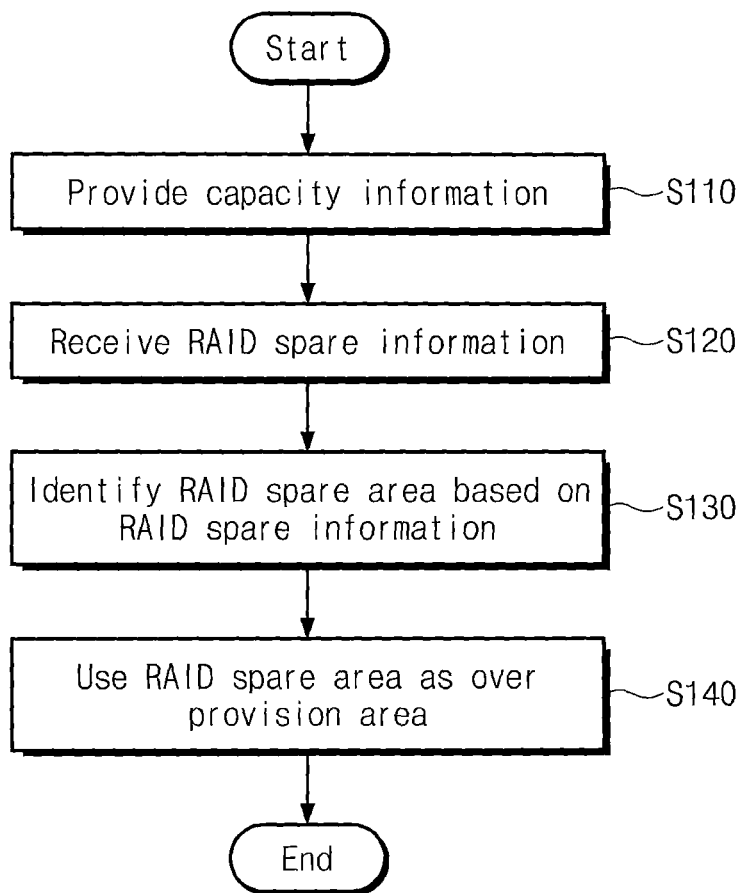 Start
Provide capacity information
S110
Receive RAID spare information
S120
Identify RAID spare area based on
RAID spare information
S130
Use RAID spare area as over
provision area
S140
End